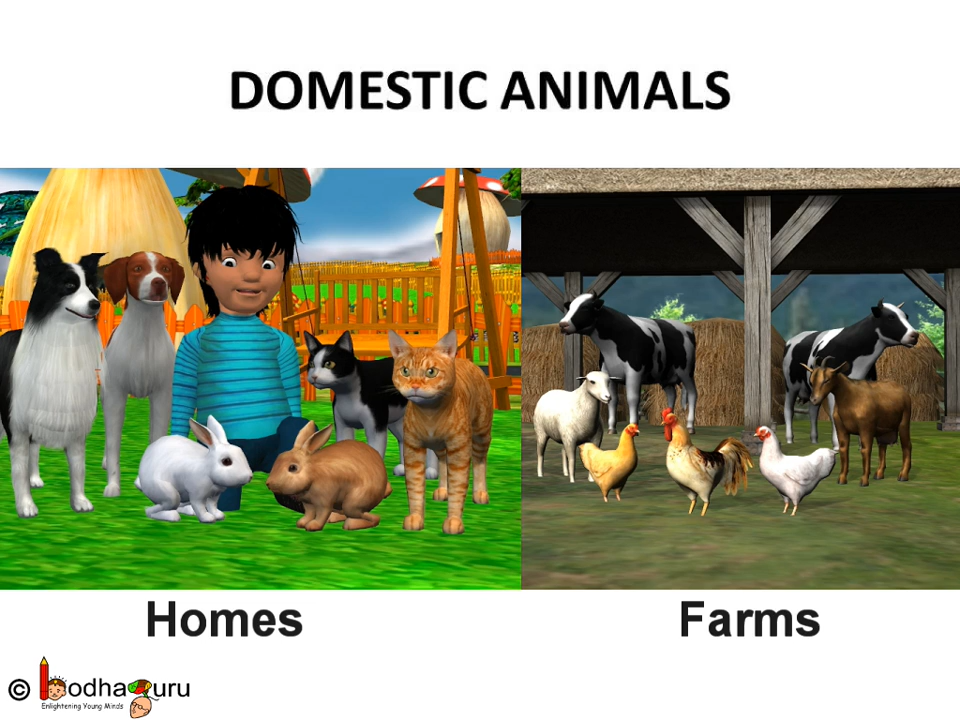 DOMESTIC ANIMALS
Homes
Farms
© BodhaGuru
Enlightening Young Minds